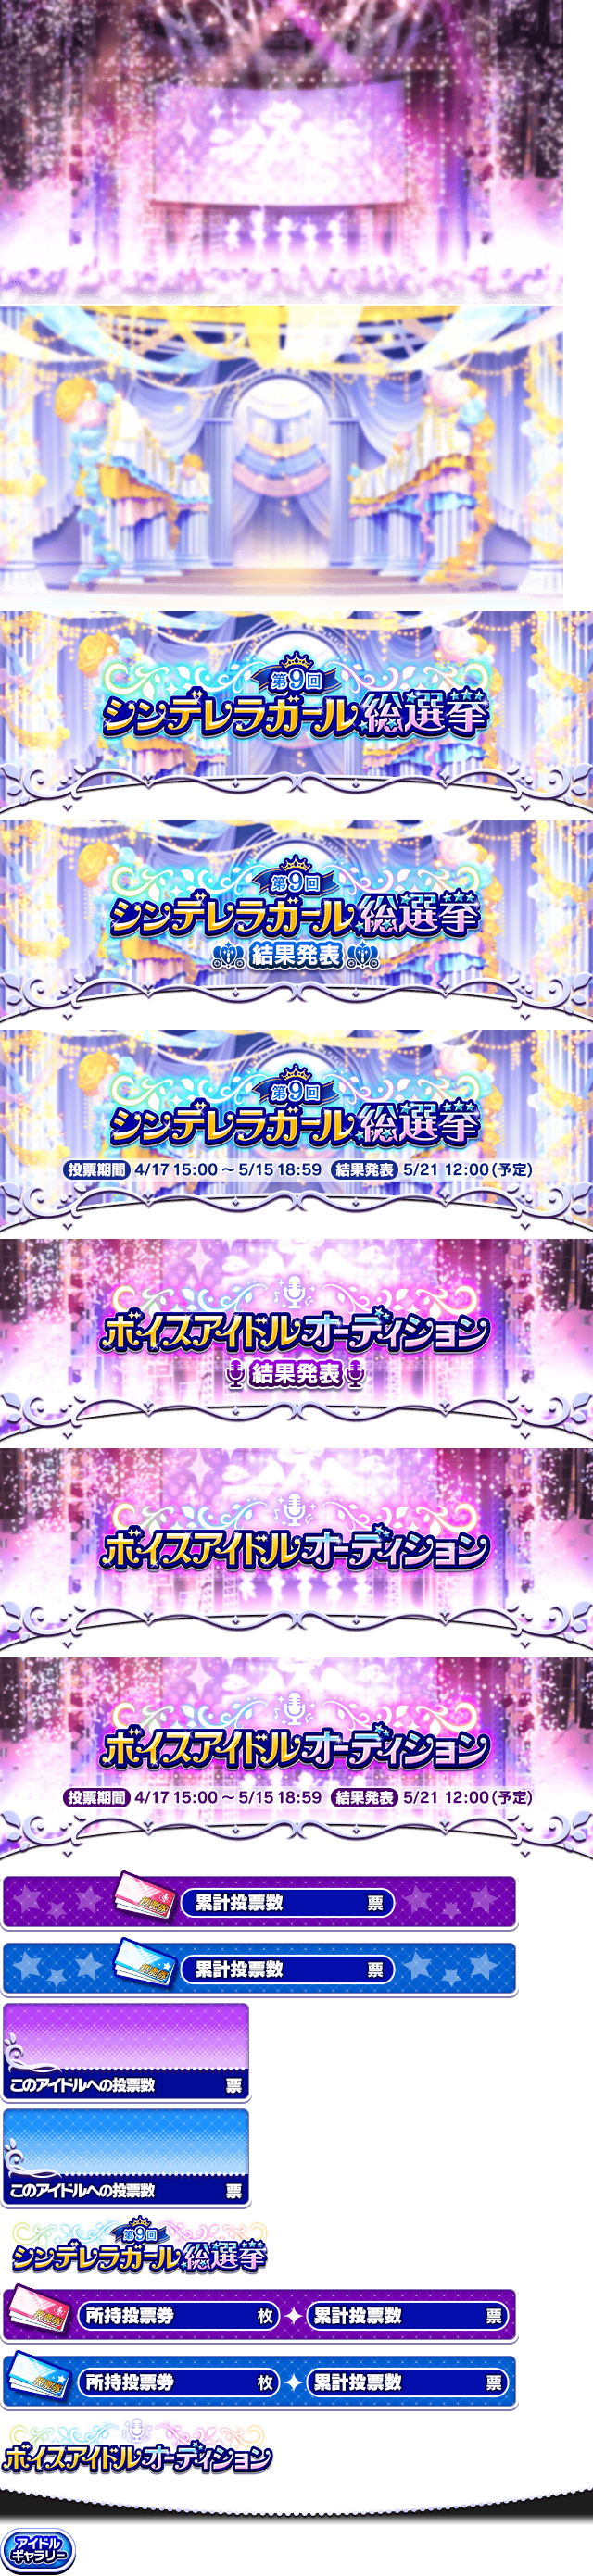 第9回
シンデレラガール総選挙
第9回
シンデレラガール総選挙
結果発表
第9回
シンデレラガール総選挙
投票期間 4/17 15:00 ～ 5/15 18:59 結果発表 5/21 12:00(予定)
ボイスアイドルオーディション
結果発表
ボイスアイドルオーディション
ボイスアイドルオーディション
投票期間 4/17 15:00 ～ 5/15 18:59 結果発表 5/21 12:00(予定)
投票券 累計投票数 票
投票券 累計投票数 票
このアイドルへの投票数 票
このアイドルへの投票数 票
第9回
シンデレラガール総選挙
投票券 所持投票券 枚 累計投票数 票
投票券 所持投票券 枚 累計投票数 票
ボイスアイドルオーディション
アイドル
ギャラリー